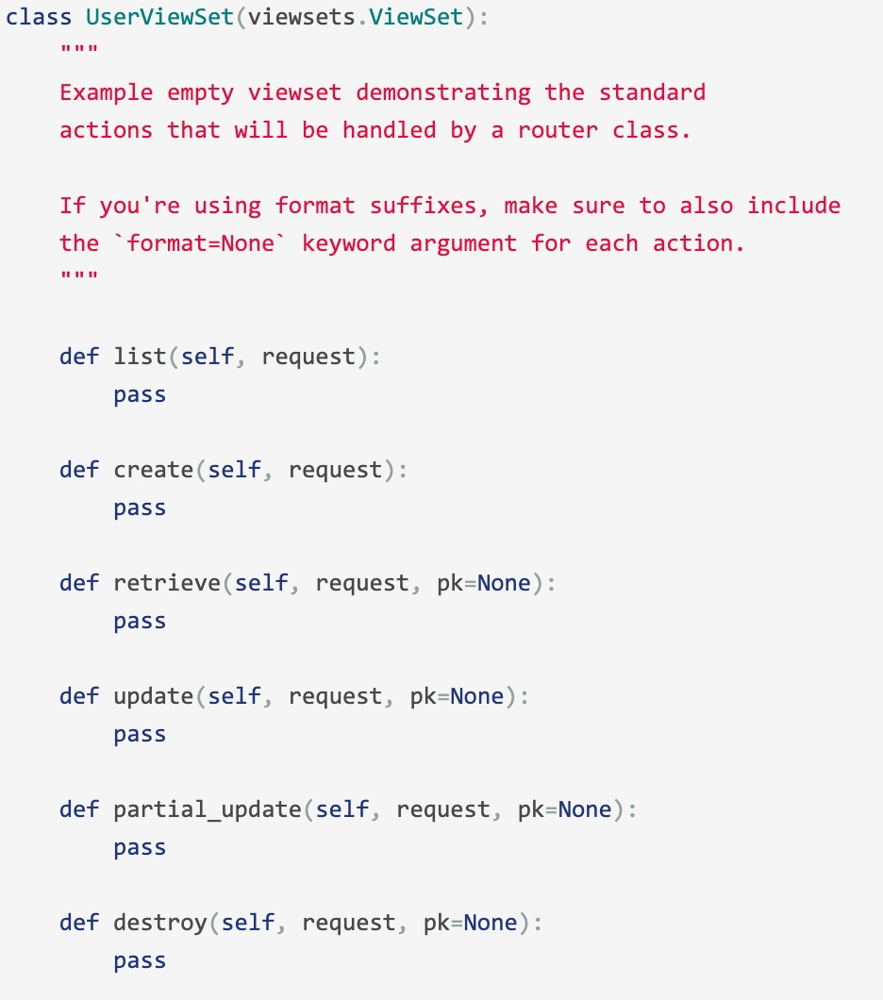 class UserViewSet(viewsets.ViewSet):
    """
    Example empty viewset demonstrating the standard
    actions that will be handled by a router class.

    If you're using format suffixes, make sure to also include
    the `format=None` keyword argument for each action.
    """

    def list(self, request):
        pass

    def create(self, request):
        pass

    def retrieve(self, request, pk=None):
        pass

    def update(self, request, pk=None):
        pass

    def partial_update(self, request, pk=None):
        pass

    def destroy(self, request, pk=None):
        pass